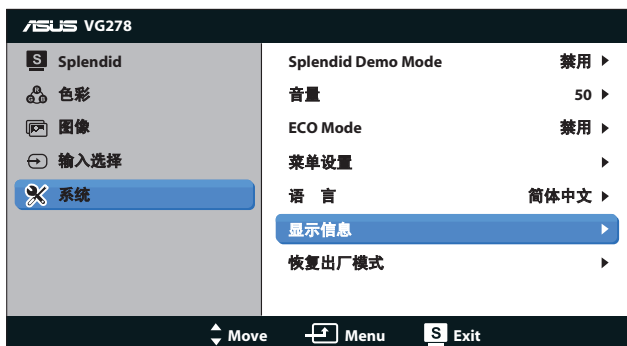 ASUS VG278
S Splendid
色彩
图像
输入选择
系统
Splendid Demo Mode 禁用
音量 50
ECO Mode 禁用
菜单设置
语 言 简体中文
显示信息
恢复出厂模式
Move Menu S Exit